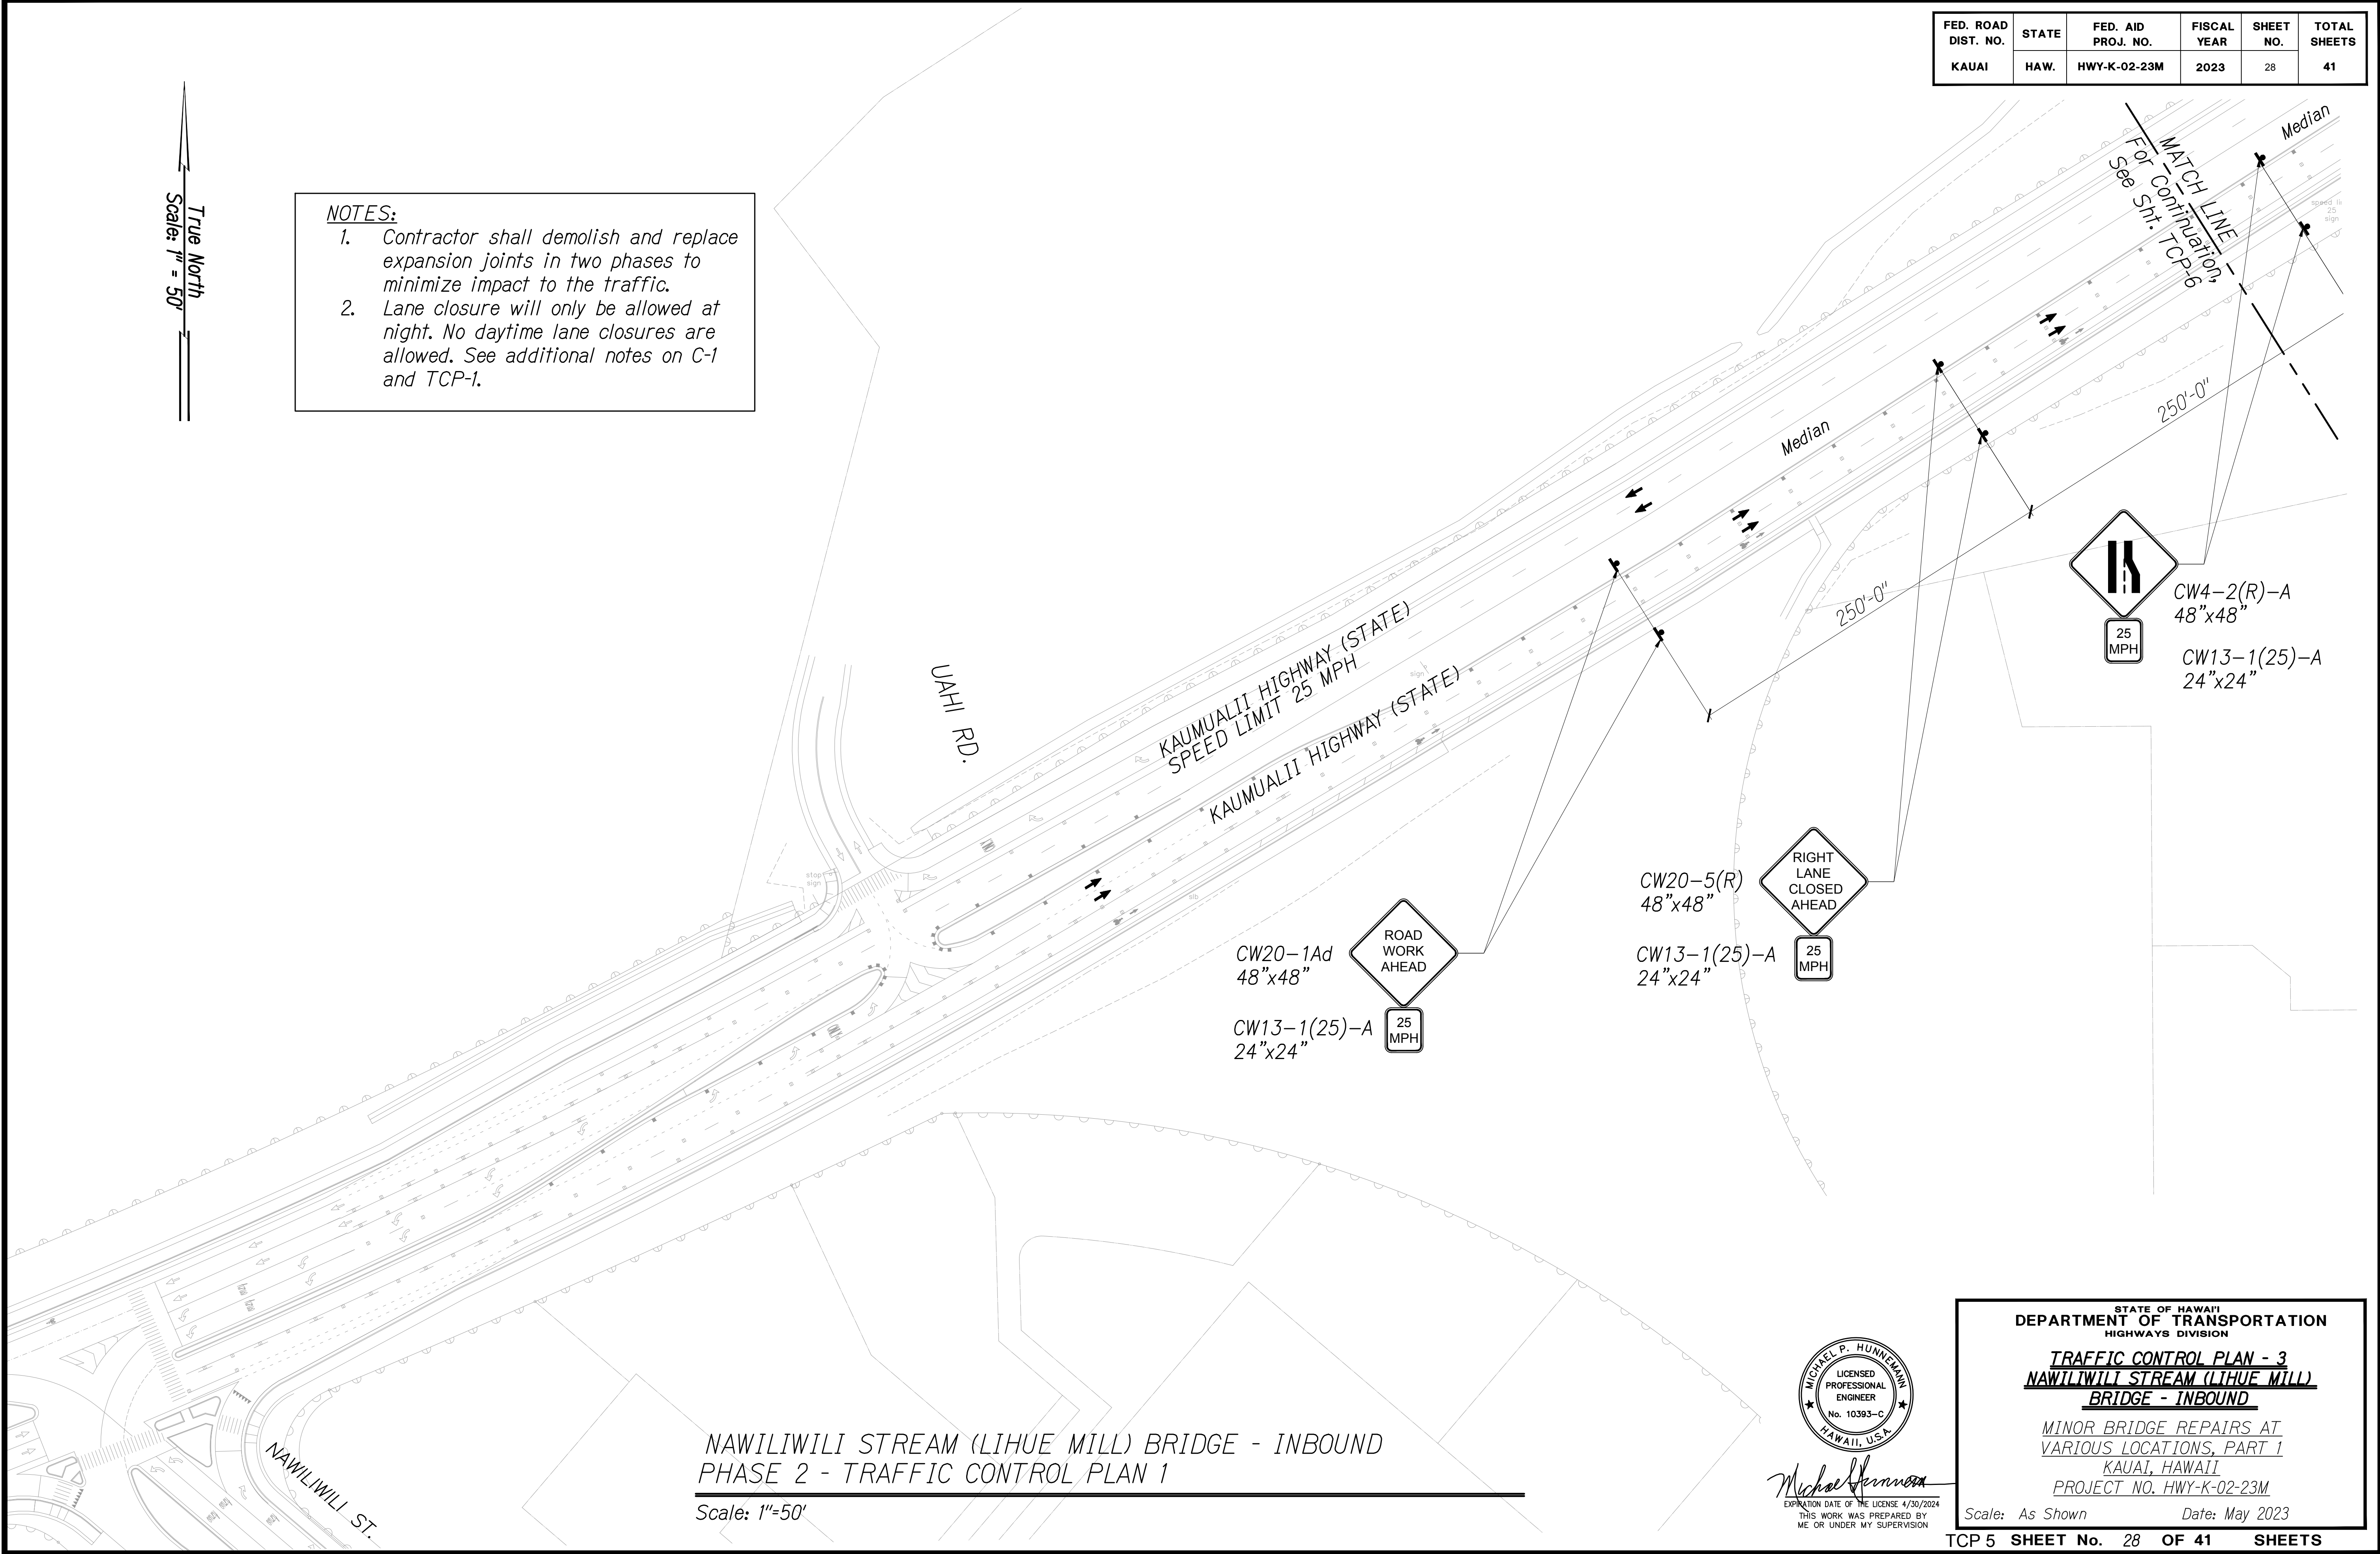 FED. ROAD DIST. NO.
STATE
FED. AID PROJ. NO.
FISCAL YEAR
SHEET NO.
TOTAL SHEETS
KAUAI
HAW.
HWY-K-02-23M
2023
28
41
True North
Scale: 1" = 50'
NOTES:
1. Contractor shall demolish and replace
expansion joints in two phases to
minimize impact to the traffic.
2. Lane closure will only be allowed at
night. No daytime lane closures are
allowed. See additional notes on C-1
and TCP-1.
MATCH LINE
For Continuation,
See Sht. TCP-6
Median
speed li
25
sign
250'-0"
Median
250'-0"
CW4-2(R)-A
48"x48"
25
MPH
CW13-1(25)-A
24"x24"
UAHI RD.
KAUMUALII HIGHWAY (STATE)
SPEED LIMIT 25 MPH
KAUMUALII HIGHWAY (STATE)
sign
stop
sign
slp
CW20-5(R)
48"x48"
RIGHT
LANE
CLOSED
AHEAD
CW13-1(25)-A
24"x24"
25
MPH
CW20-1Ad
48"x48"
ROAD
WORK
AHEAD
CW13-1(25)-A
24"x24"
25
MPH
NAWILIWILI ST.
NAWILIWILI STREAM (LIHUE MILL) BRIDGE - INBOUND
PHASE 2 - TRAFFIC CONTROL PLAN 1
Scale: 1"=50'
MICHAEL P. HUNNEMANN
LICENSED
PROFESSIONAL
ENGINEER
No. 10393-C
HAWAII, U.S.A.
EXPIRATION DATE OF THE LICENSE 4/30/2024
THIS WORK WAS PREPARED BY
ME OR UNDER MY SUPERVISION
STATE OF HAWAI'I
DEPARTMENT OF TRANSPORTATION
HIGHWAYS DIVISION
TRAFFIC CONTROL PLAN - 3
NAWILIWILI STREAM (LIHUE MILL)
BRIDGE - INBOUND
MINOR BRIDGE REPAIRS AT
VARIOUS LOCATIONS, PART 1
KAUAI, HAWAII
PROJECT NO. HWY-K-02-23M
Scale: As Shown Date: May 2023
TCP 5 SHEET No. 28 OF 41 SHEETS